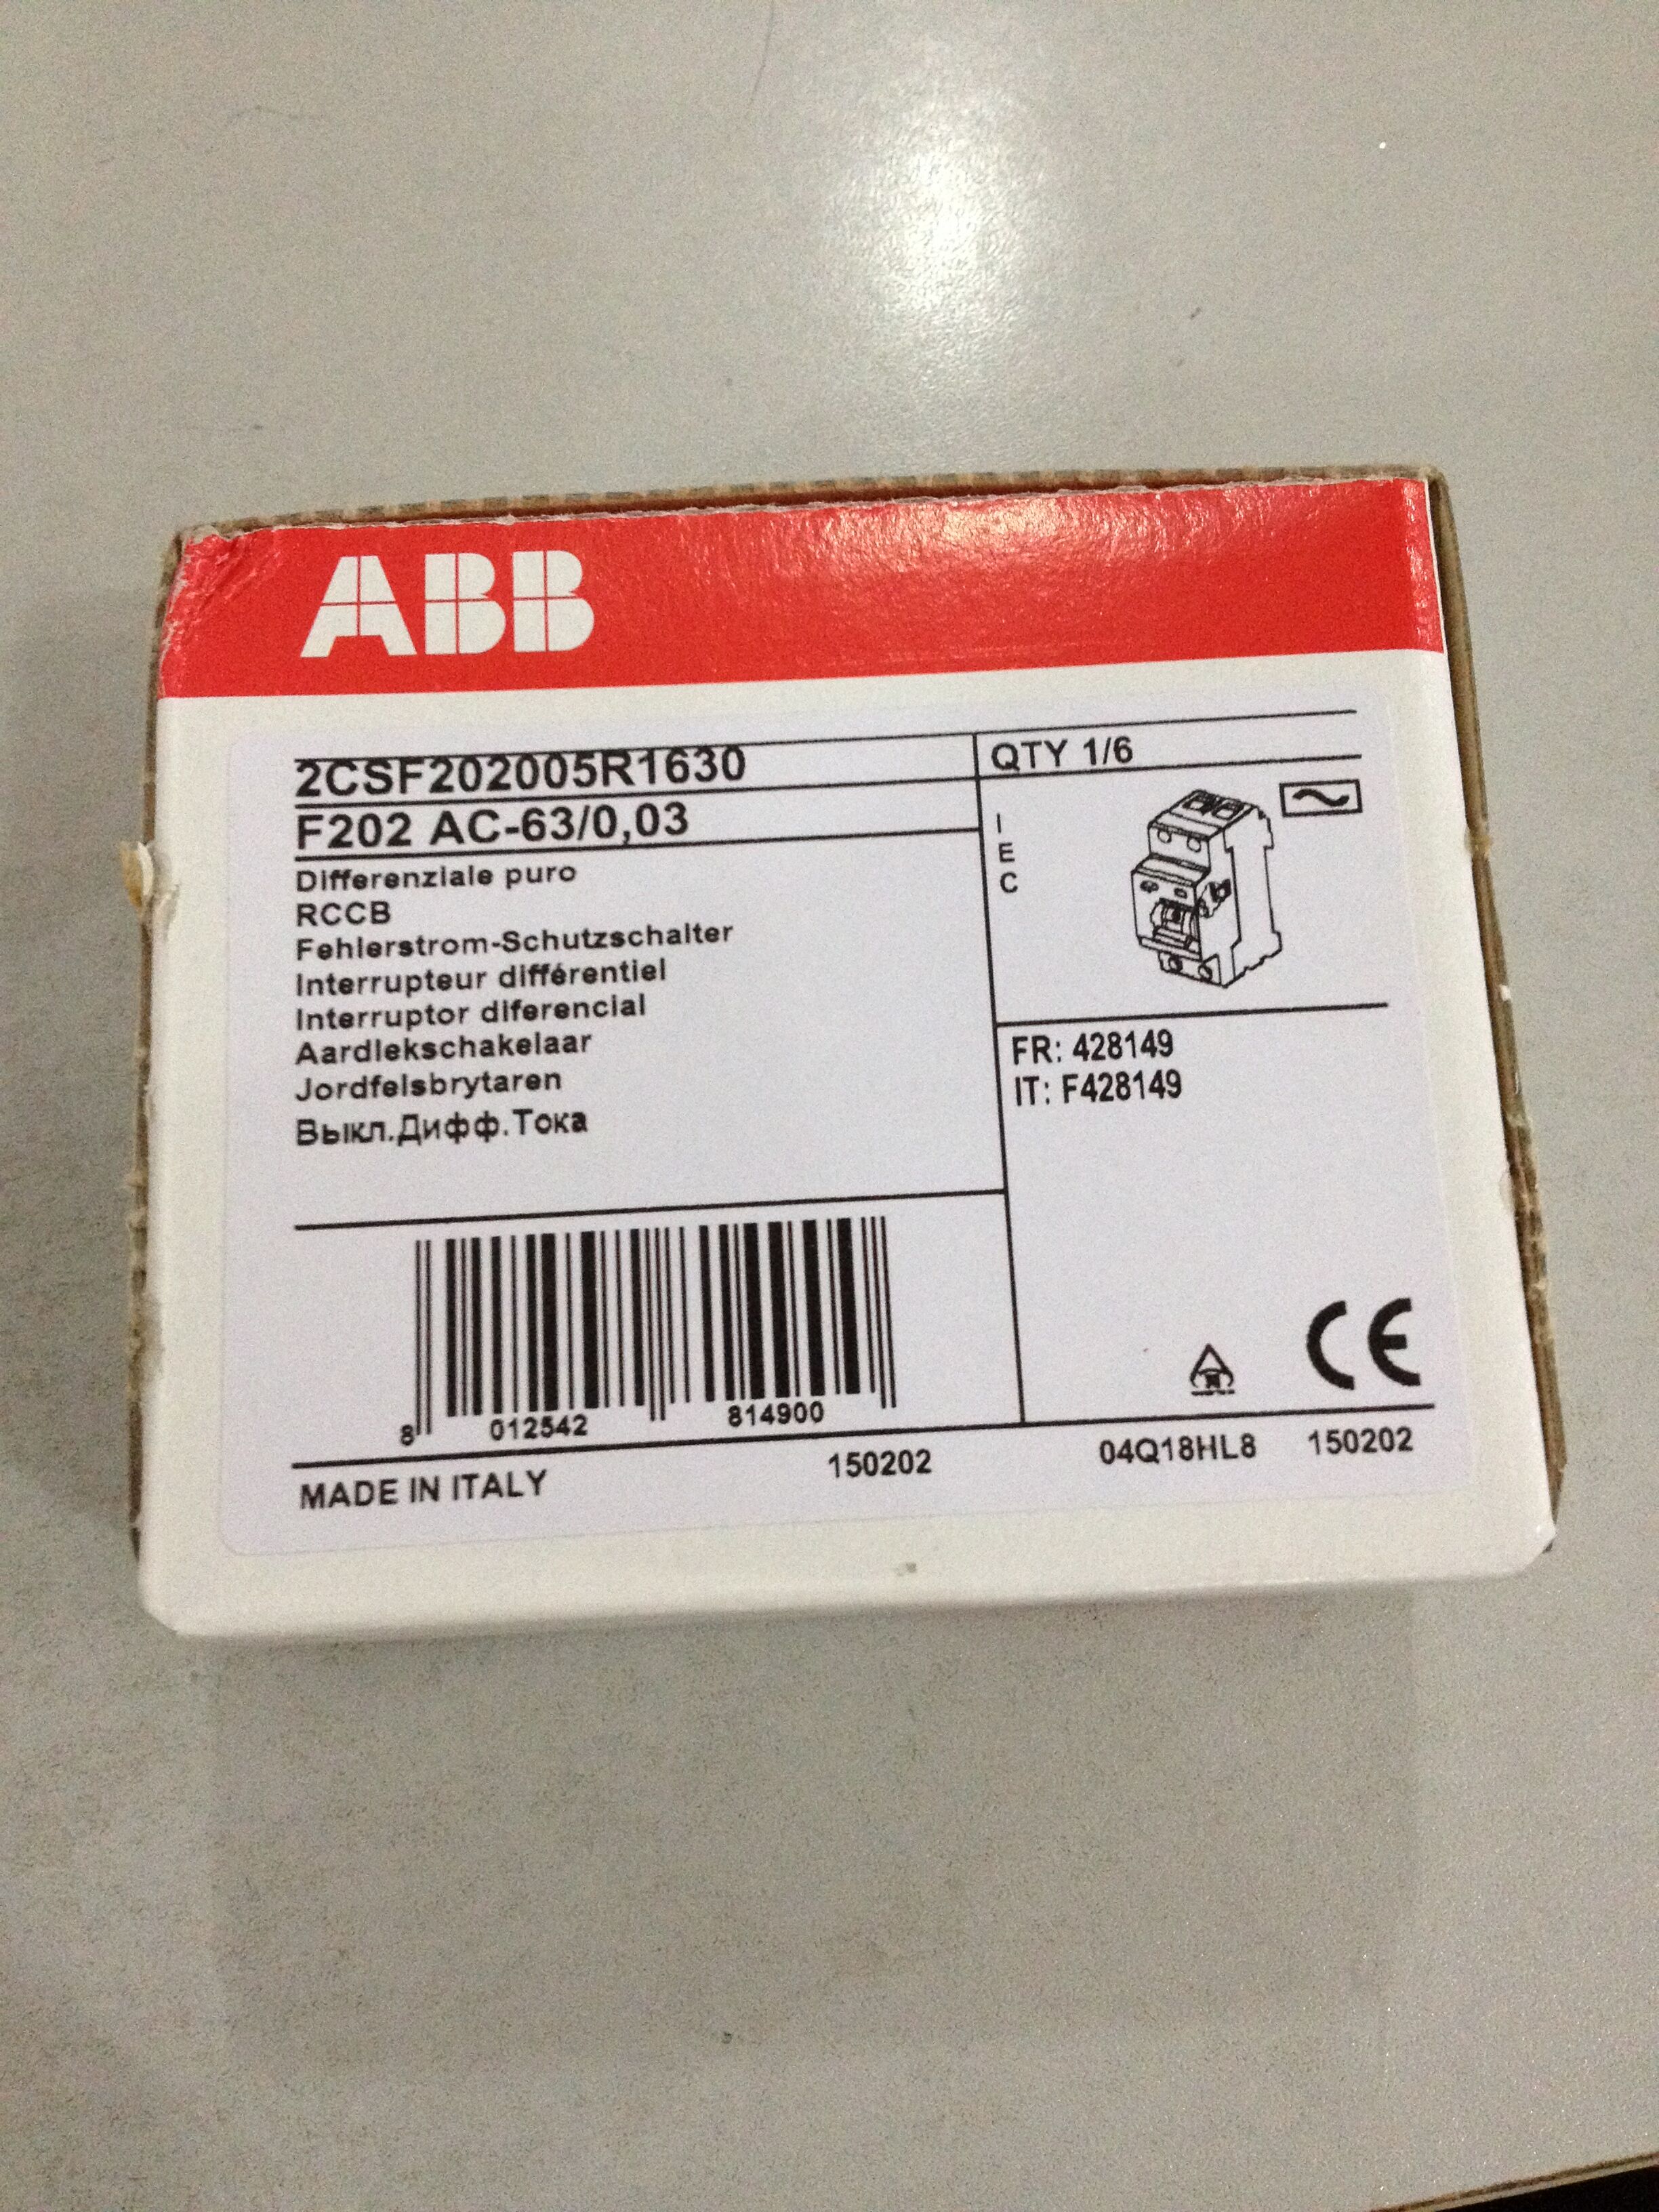 ABB
2CSF202005R1630
QTY 1/6
F202 AC-63/0,03
Differenziale puro
RCCB
Fehlerstrom-Schutzschalter
Interrupteur différentiel
Interruptor diferencial
Aardlekschakelaar
Jordfelsbrytaren
Выкл.Дифф.Тока
I
E
C
FR: 428149
IT: F428149
8 012542 814900
CE
MADE IN ITALY 150202 04Q18HL8 150202